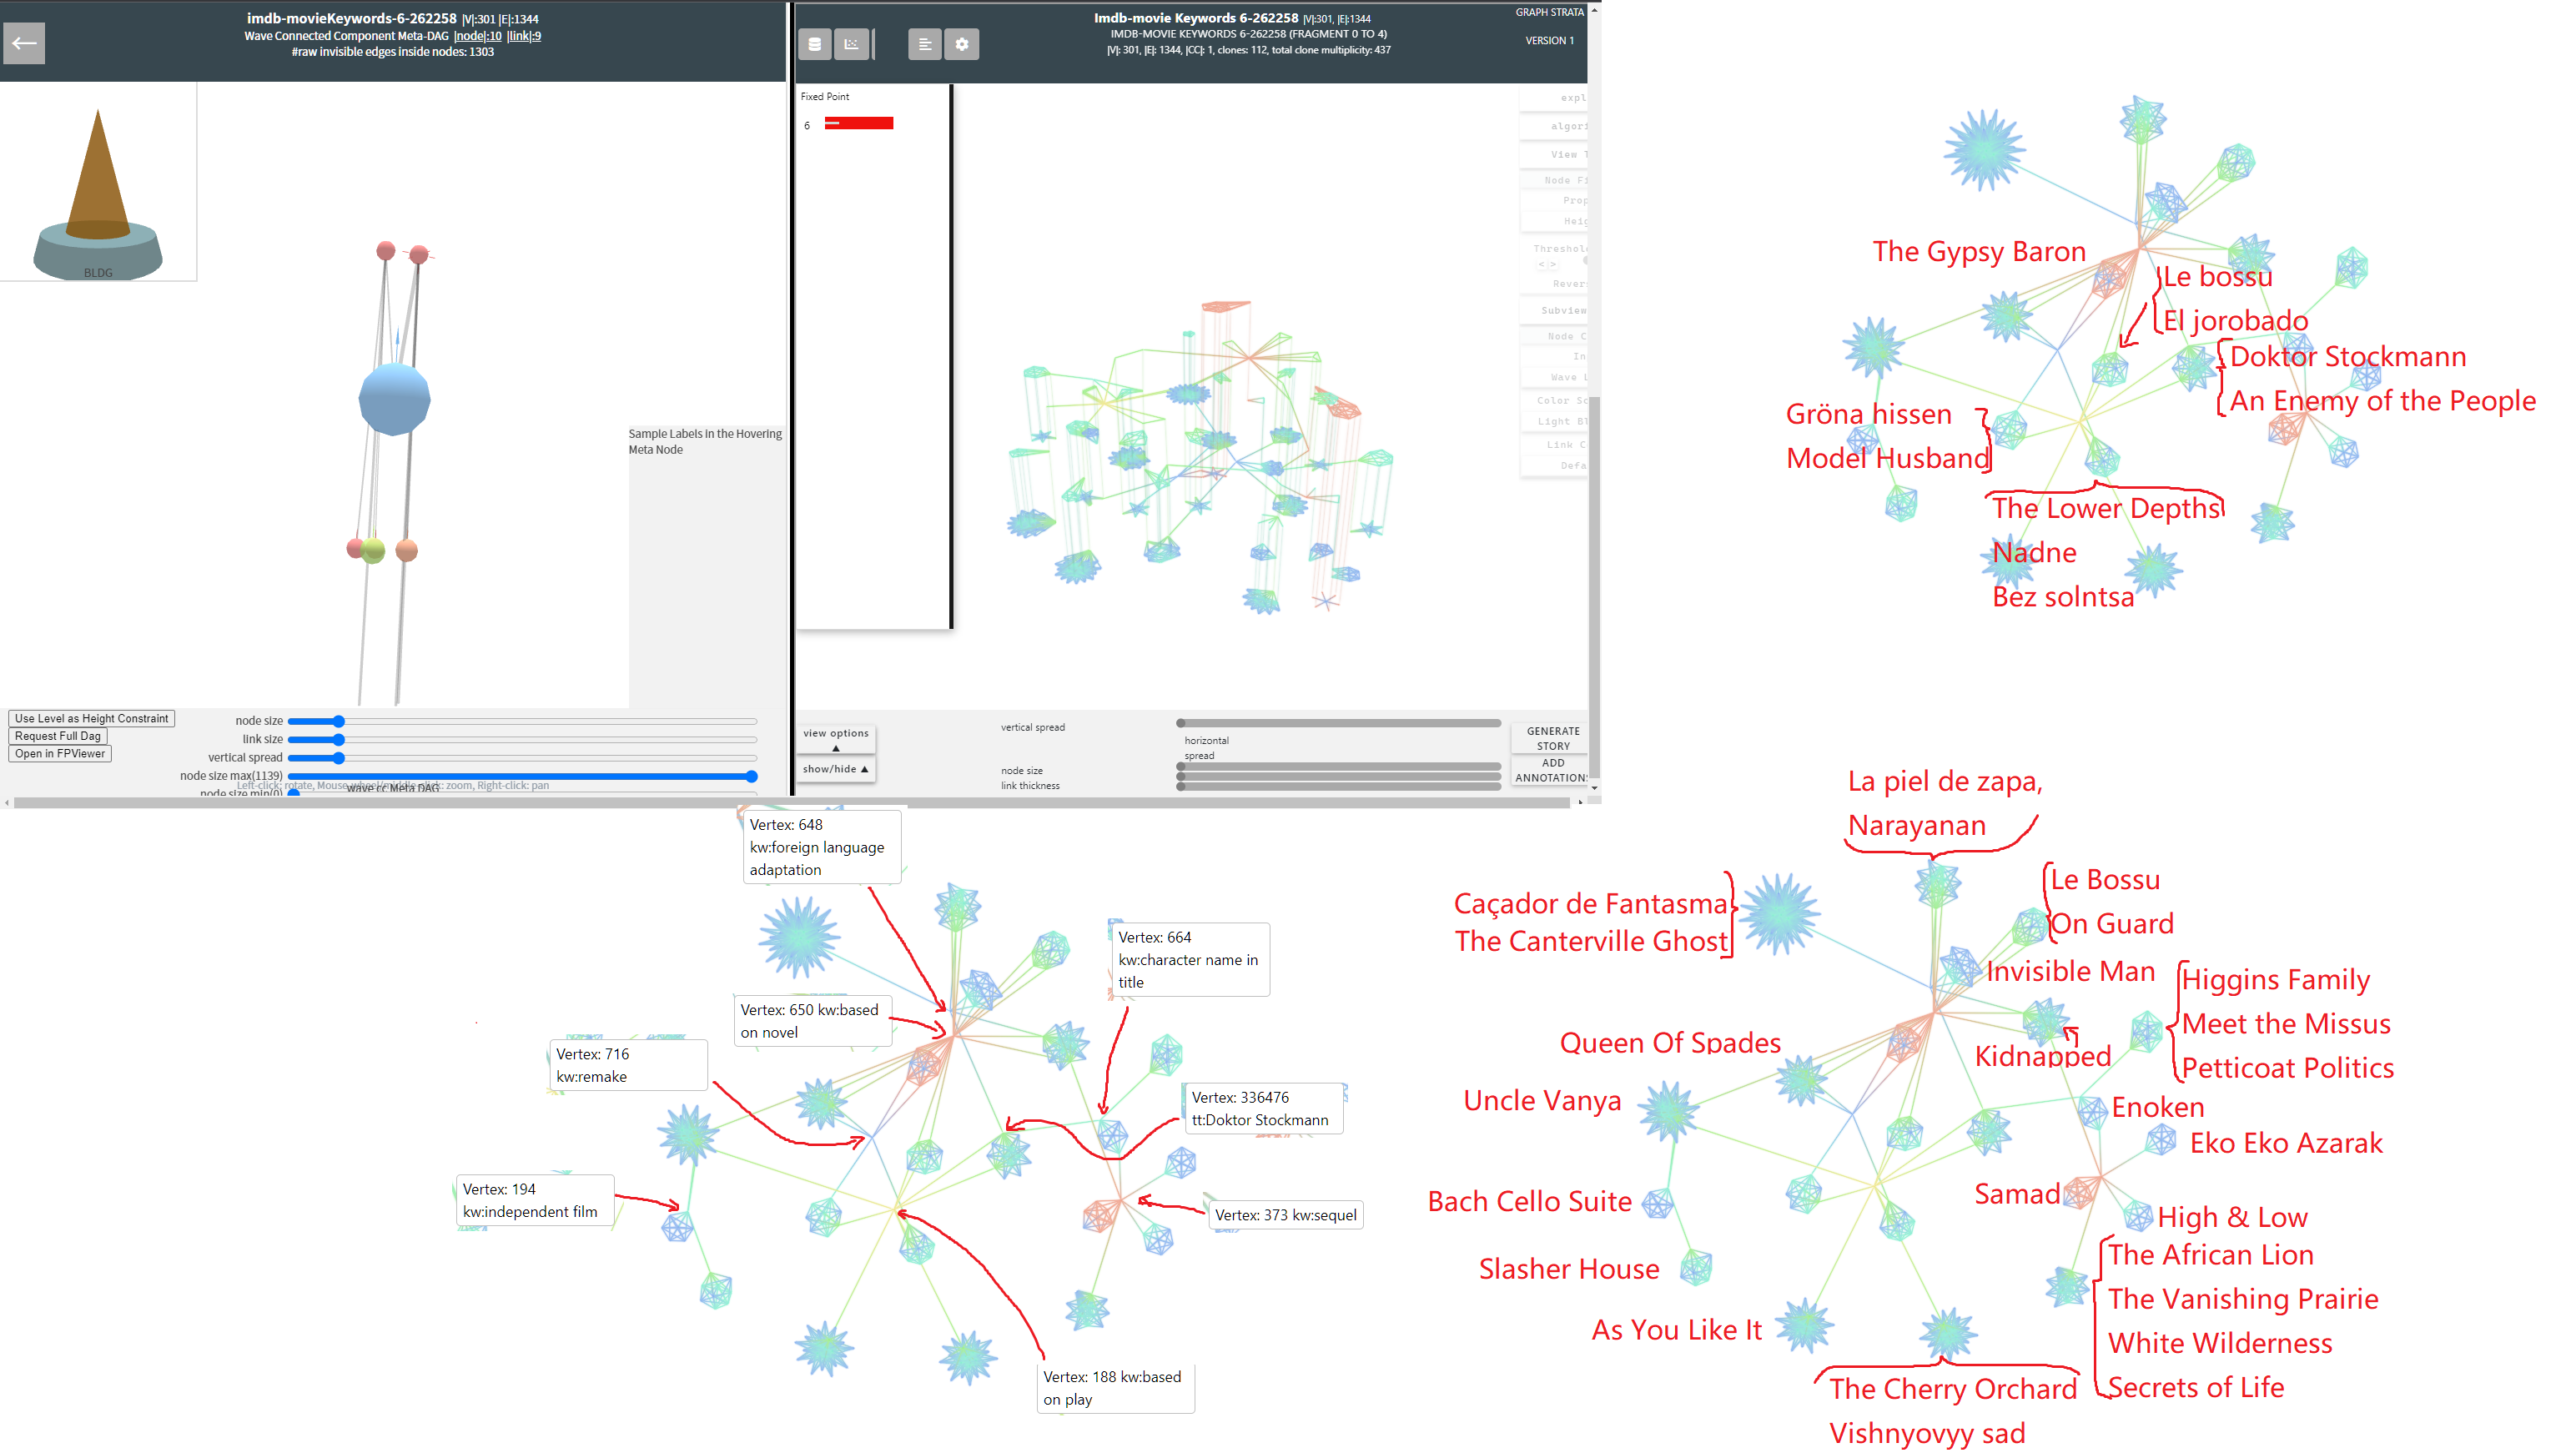 imdb-movieKeywords-6-262258 |V|:301 |E|:1344
Wave Connected Component Meta-DAG |node|:10 |link|:9
#raw invisible edges inside nodes: 1303
BLDG
Sample Labels in the Hovering
Meta Node
Use Level as Height Constraint
Request Full Dag
Open in FPViewer
node size
link size
vertical spread
node size max(1139)
Left-click: rotate, Mouse wheel/middle click: zoom, Right-click: pan
wave cc Meta DAG
node size min(0)
Imdb-movie Keywords 6-262258 |V|:301, |E|:1344
IMDB-MOVIE KEYWORDS 6-262258 (FRAGMENT 0 TO 4)
|V|: 301, |E|: 1344, |CC|: 1, clones: 112, total clone multiplicity: 437
GRAPH STRATA
VERSION 1
Fixed Point
6
expl
algori
View T
Node Fi
Prop
Heig
Threshol
< >
Rever
Subview
Node C
In
Wave L
Color Sc
Light Bl
Link C
Defa
view options
show/hide
vertical spread
horizontal
spread
node size
link thickness
GENERATE
STORY
ADD
ANNOTATION
The Gypsy Baron
Le bossu
El jorobado
Doktor Stockmann
An Enemy of the People
Gröna hissen
Model Husband
The Lower Depths
Nadne
Bez solntsa
Vertex: 648
kw:foreign language
adaptation
Vertex: 664
kw:character name in
title
Vertex: 650 kw:based
on novel
Vertex: 716
kw:remake
Vertex: 336476
tt:Doktor Stockmann
Vertex: 194
kw:independent film
Vertex: 373 kw:sequel
Vertex: 188 kw:based
on play
La piel de zapa,
Narayanan
Le Bossu
On Guard
Caçador de Fantasma
The Canterville Ghost
Invisible Man
Higgins Family
Meet the Missus
Petticoat Politics
Queen Of Spades
Kidnapped
Uncle Vanya
Enoken
Eko Eko Azarak
Bach Cello Suite
Samad
High & Low
Slasher House
The African Lion
The Vanishing Prairie
White Wilderness
Secrets of Life
As You Like It
The Cherry Orchard
Vishnyovyy sad